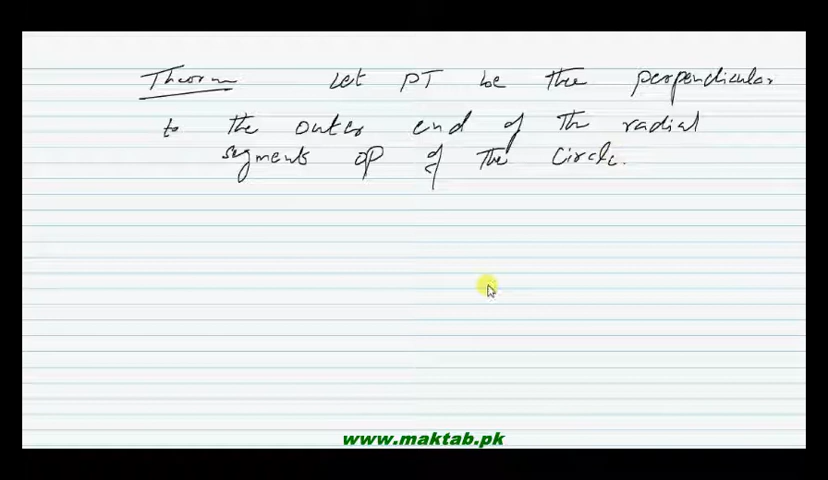 Theorm Let PT be the perpendicular
to the outer end of the radial
segments OP of the circle.
www.maktab.pk